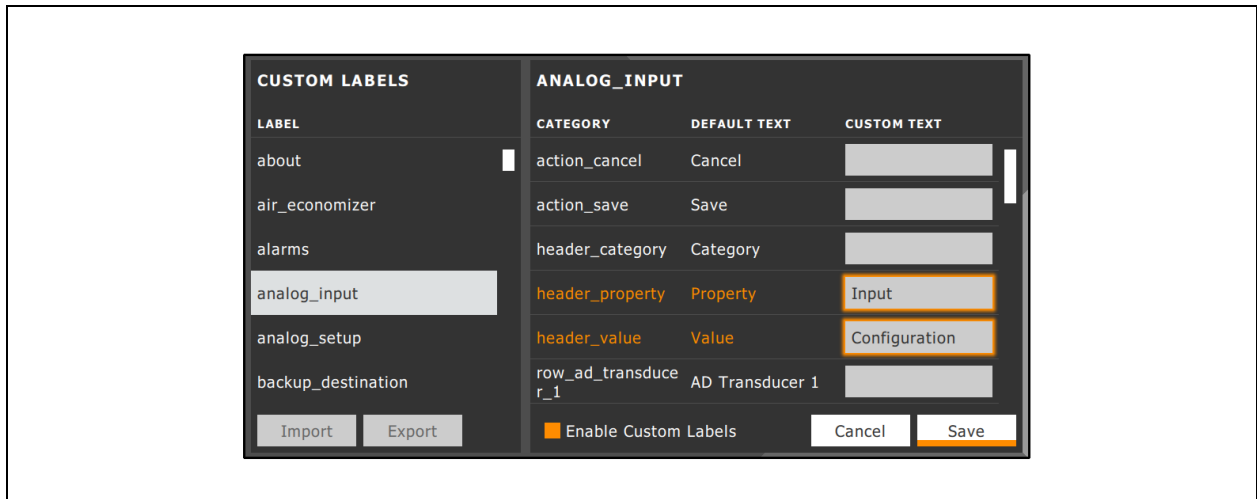 CUSTOM LABELS
LABEL
about
air_economizer
alarms
analog_input
analog_setup
backup_destination
Import Export
ANALOG_INPUT
CATEGORY DEFAULT TEXT CUSTOM TEXT
action_cancel Cancel
action_save Save
header_category Category
header_property Property Input
header_value Value Configuration
row_ad_transduce
r_1 AD Transducer 1
Enable Custom Labels Cancel Save